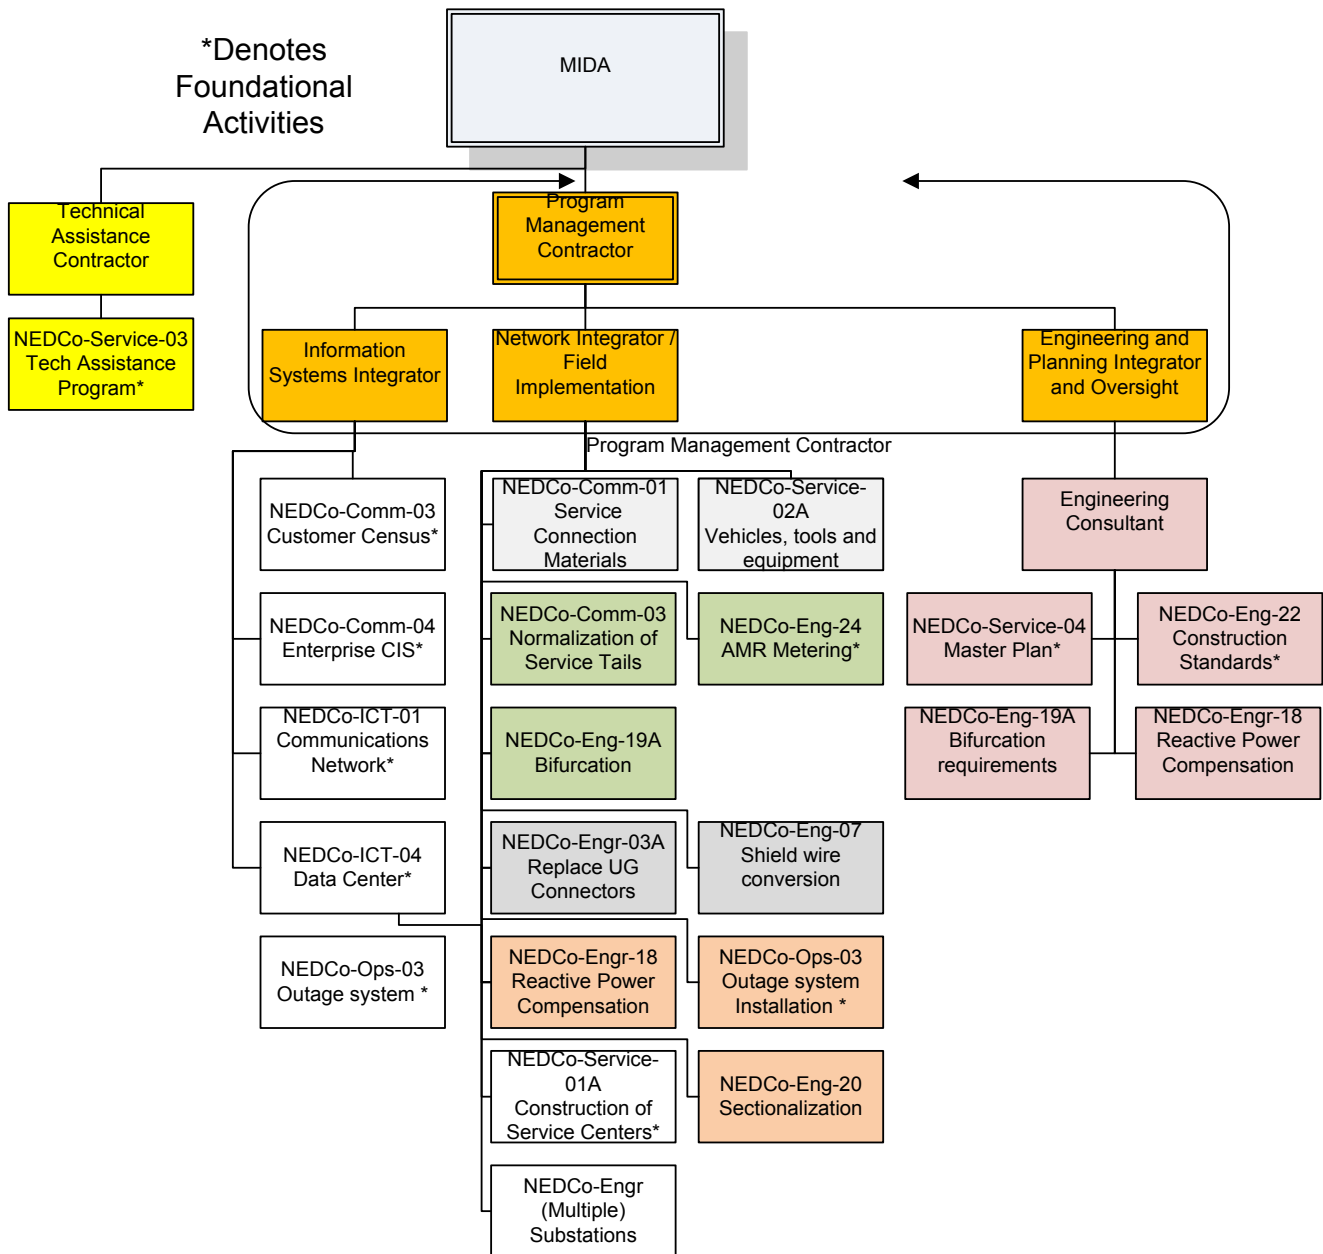 *Denotes
Foundational
Activities
MIDA
Technical
Assistance
Contractor
Program
Management
Contractor
NEDCo-Service-03
Tech Assistance
Program*
Information
Systems Integrator
Network Integrator /
Field
Implementation
Engineering and
Planning Integrator
and Oversight
Program Management Contractor
NEDCo-Comm-03
Customer Census*
NEDCo-Comm-01
Service
Connection
Materials
NEDCo-Service-
02A
Vehicles, tools and
equipment
Engineering
Consultant
NEDCo-Comm-04
Enterprise CIS*
NEDCo-Comm-03
Normalization of
Service Tails
NEDCo-Eng-24
AMR Metering*
NEDCo-Service-04
Master Plan*
NEDCo-Eng-22
Construction
Standards*
NEDCo-ICT-01
Communications
Network*
NEDCo-Eng-19A
Bifurcation
NEDCo-Eng-19A
Bifurcation
requirements
NEDCo-Engr-18
Reactive Power
Compensation
NEDCo-ICT-04
Data Center*
NEDCo-Engr-03A
Replace UG
Connectors
NEDCo-Eng-07
Shield wire
conversion
NEDCo-Ops-03
Outage system *
NEDCo-Engr-18
Reactive Power
Compensation
NEDCo-Ops-03
Outage system
Installation *
NEDCo-Service-
01A
Construction of
Service Centers*
NEDCo-Eng-20
Sectionalization
NEDCo-Engr
(Multiple)
Substations